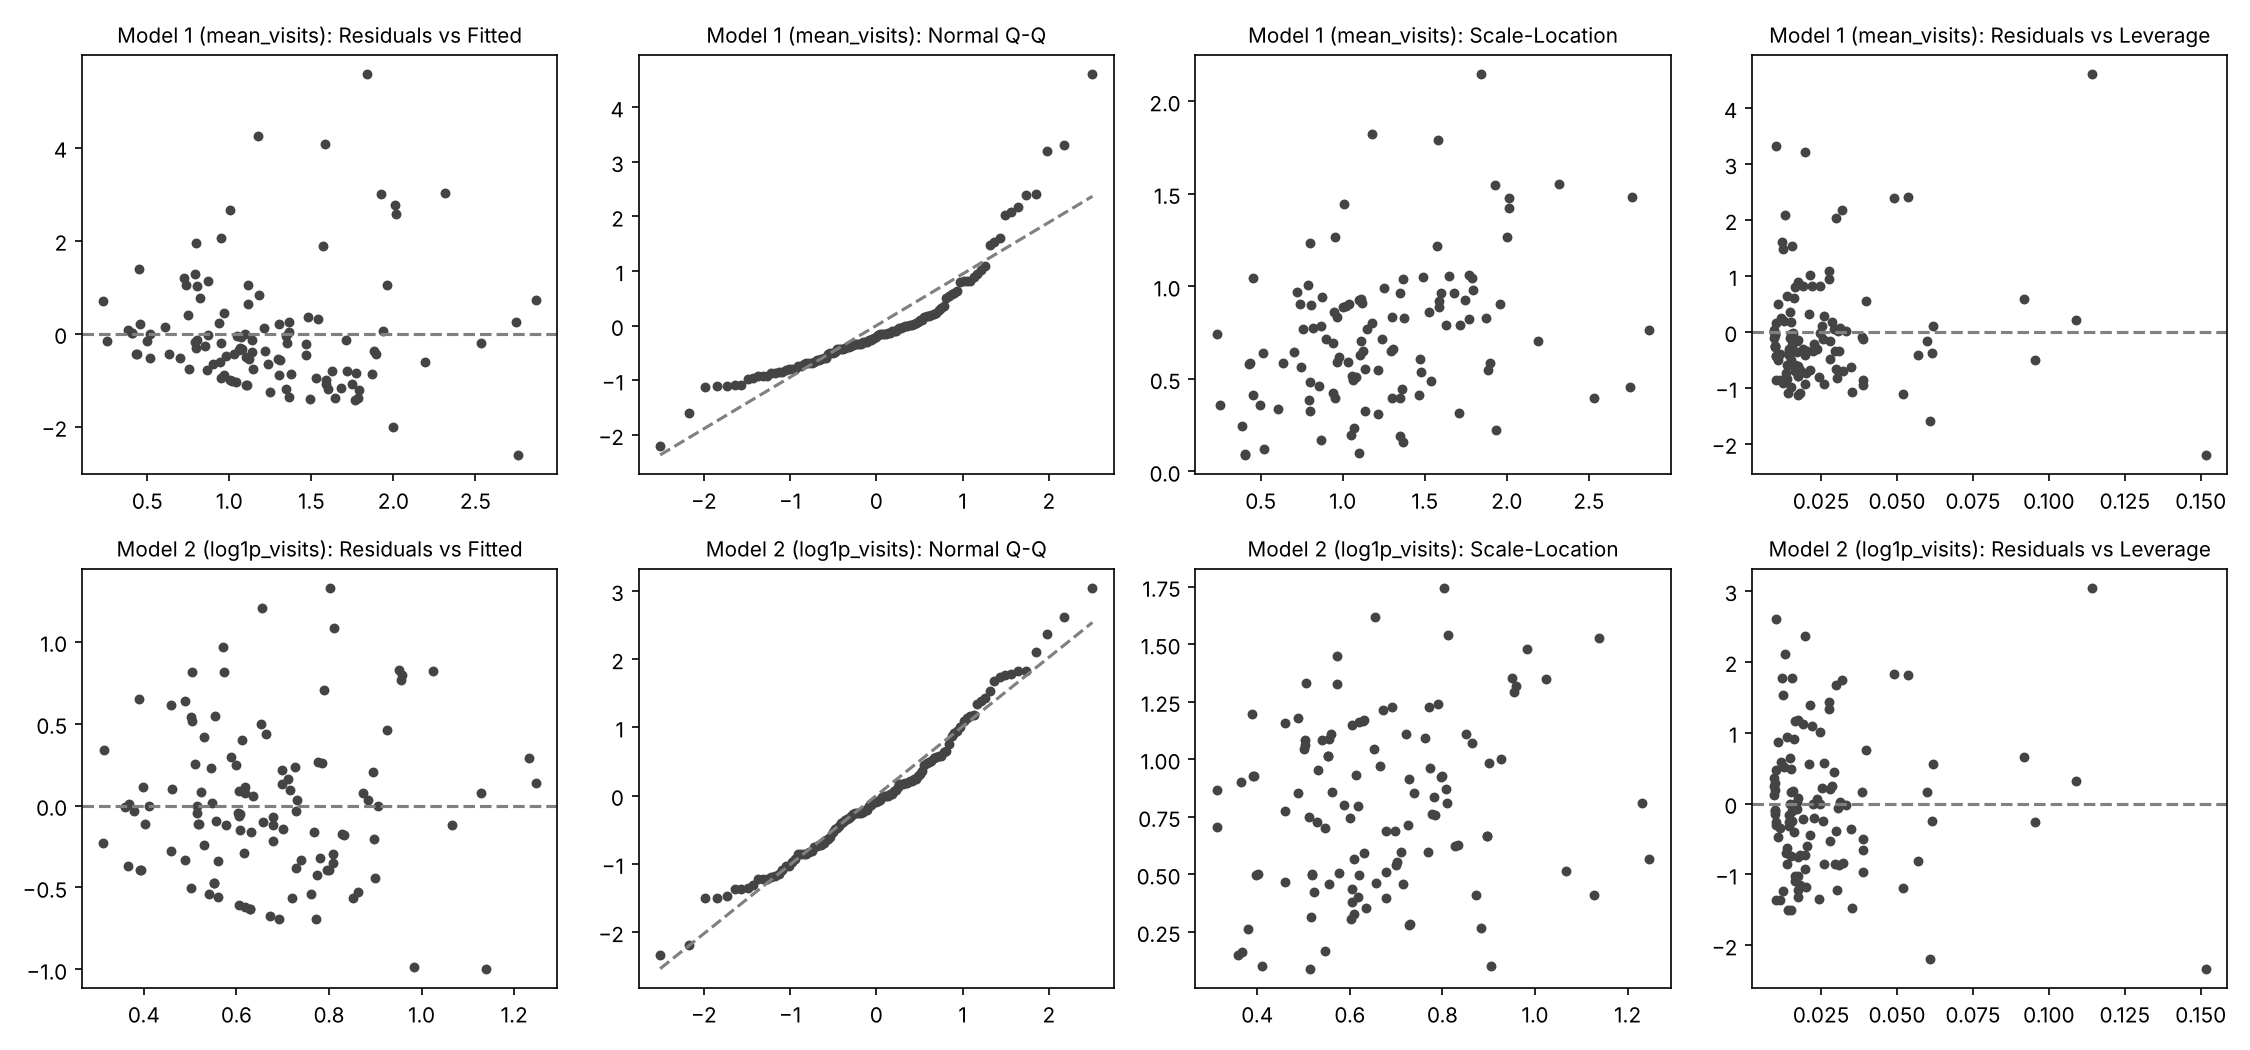 Model 1 (mean_visits): Residuals vs Fitted
4
2
0
−2
0.5 1.0 1.5 2.0 2.5
Model 1 (mean_visits): Normal Q-Q
4
3
2
1
0
−1
−2
−2 −1 0 1 2
Model 1 (mean_visits): Scale-Location
2.0
1.5
1.0
0.5
0.0
0.5 1.0 1.5 2.0 2.5
Model 1 (mean_visits): Residuals vs Leverage
4
3
2
1
0
−1
−2
0.025 0.050 0.075 0.100 0.125 0.150
Model 2 (log1p_visits): Residuals vs Fitted
1.0
0.5
0.0
−0.5
−1.0
0.4 0.6 0.8 1.0 1.2
Model 2 (log1p_visits): Normal Q-Q
3
2
1
0
−1
−2
−2 −1 0 1 2
Model 2 (log1p_visits): Scale-Location
1.75
1.50
1.25
1.00
0.75
0.50
0.25
0.4 0.6 0.8 1.0 1.2
Model 2 (log1p_visits): Residuals vs Leverage
3
2
1
0
−1
−2
0.025 0.050 0.075 0.100 0.125 0.150